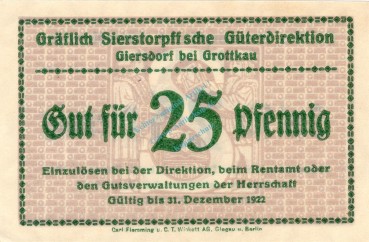 Gräflich Sierstorpff'sche Güterdirektion
Giersdorf bei Grottkau
Gut für 25 Pfennig
Einzulösen bei der Direktion, beim Rentamt oder
den Gutsverwaltungen der Herrschaft
Gültig bis 31. Dezember 1922
Carl Flemming u. C. T. Wiskott AG, Glogau u. Berlin